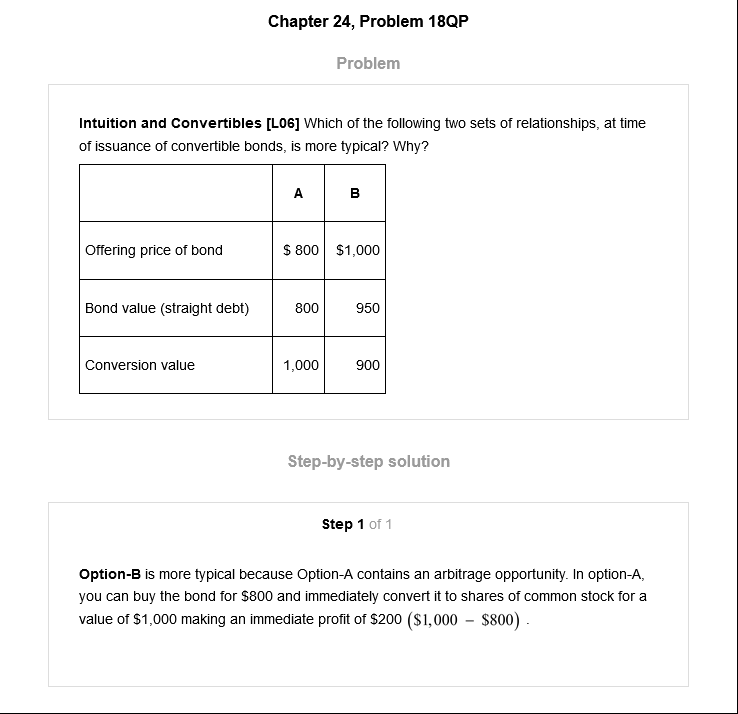 Chapter 24, Problem 18QP
Problem
Intuition and Convertibles [L06] Which of the following two sets of relationships, at time
of issuance of convertible bonds, is more typical? Why?
A B
Offering price of bond $ 800 $1,000
Bond value (straight debt) 800 950
Conversion value 1,000 900
Step-by-step solution
Step 1 of 1
Option-B is more typical because Option-A contains an arbitrage opportunity. In option-A,
you can buy the bond for $800 and immediately convert it to shares of common stock for a
value of $1,000 making an immediate profit of $200 ($1,000 − $800) .